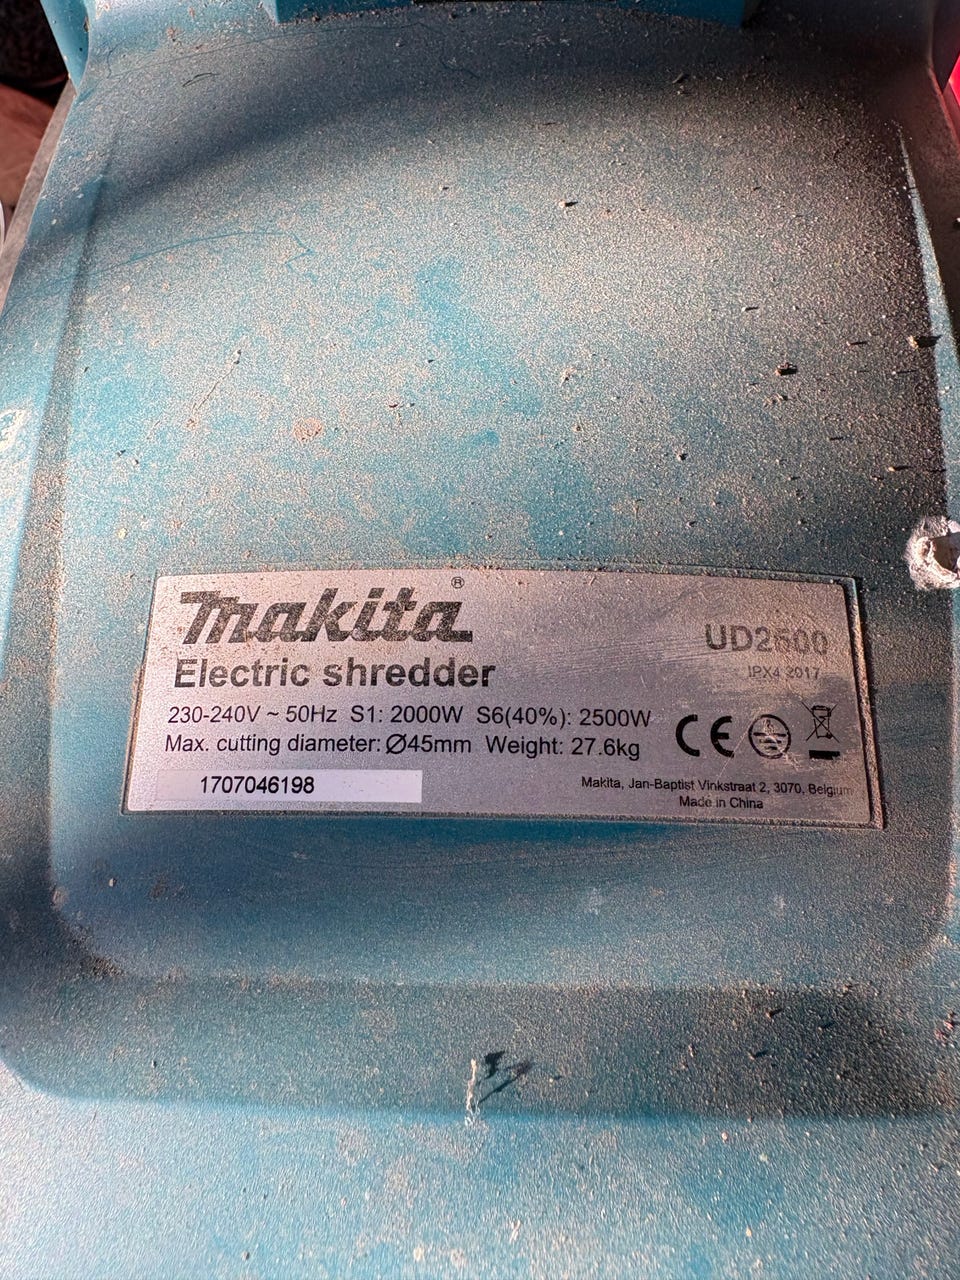 makita®
Electric shredder
UD2500
IPX4 2017
230-240V ~ 50Hz S1: 2000W S6(40%): 2500W
Max. cutting diameter: Ø45mm Weight: 27.6kg
CE
1707046198
Makita, Jan-Baptist Vinkstraat 2, 3070, Belgium
Made in China